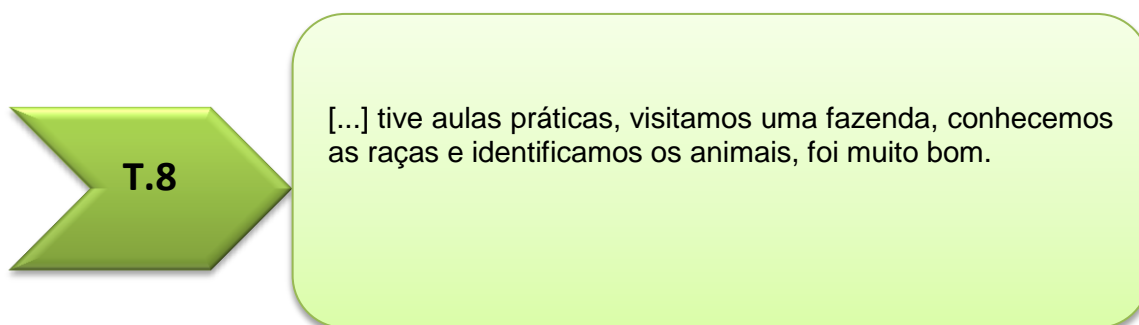 T.8
[...] tive aulas práticas, visitamos uma fazenda, conhecemos
as raças e identificamos os animais, foi muito bom.